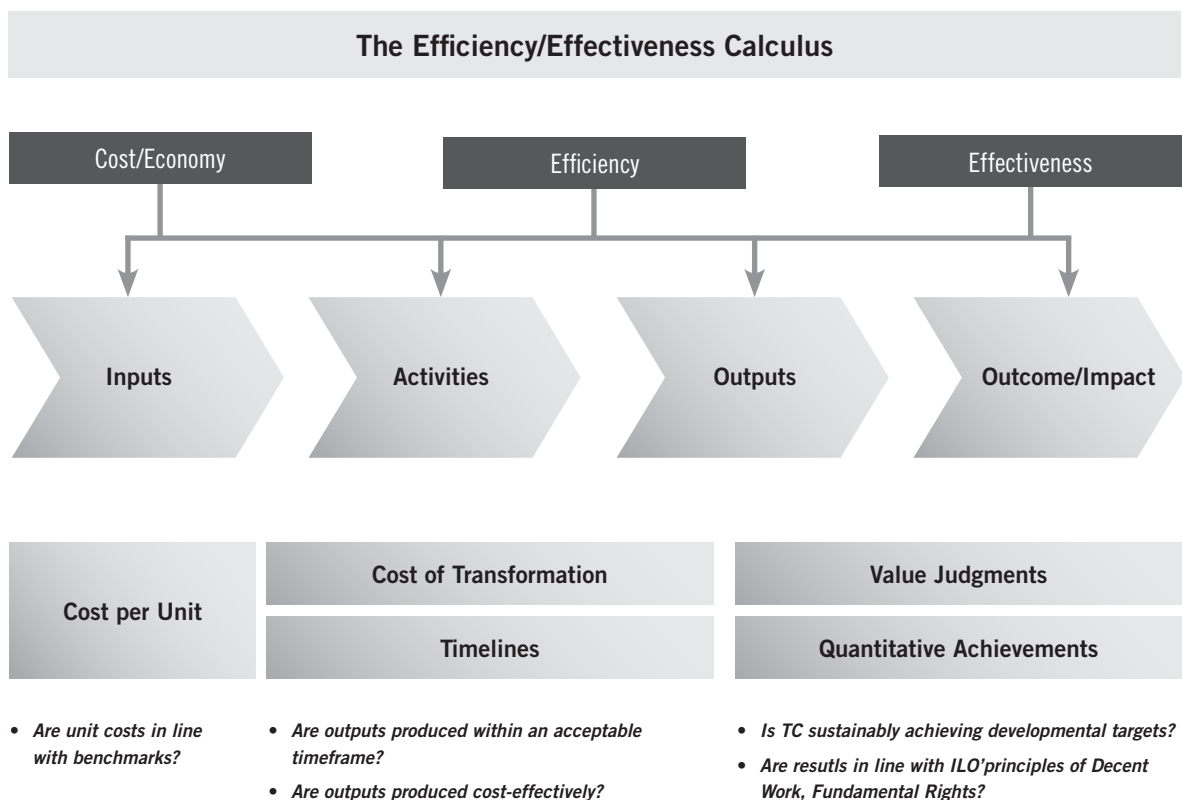 The Efficiency/Effectiveness Calculus
Cost/Economy
Efficiency
Effectiveness
Inputs
Activities
Outputs
Outcome/Impact
Cost per Unit
Cost of Transformation
Timelines
Value Judgments
Quantitative Achievements
• Are unit costs in line
with benchmarks?
• Are outputs produced within an acceptable
timeframe?
• Are outputs produced cost-effectively?
• Is TC sustainably achieving developmental targets?
• Are resutls in line with ILO'principles of Decent
Work, Fundamental Rights?